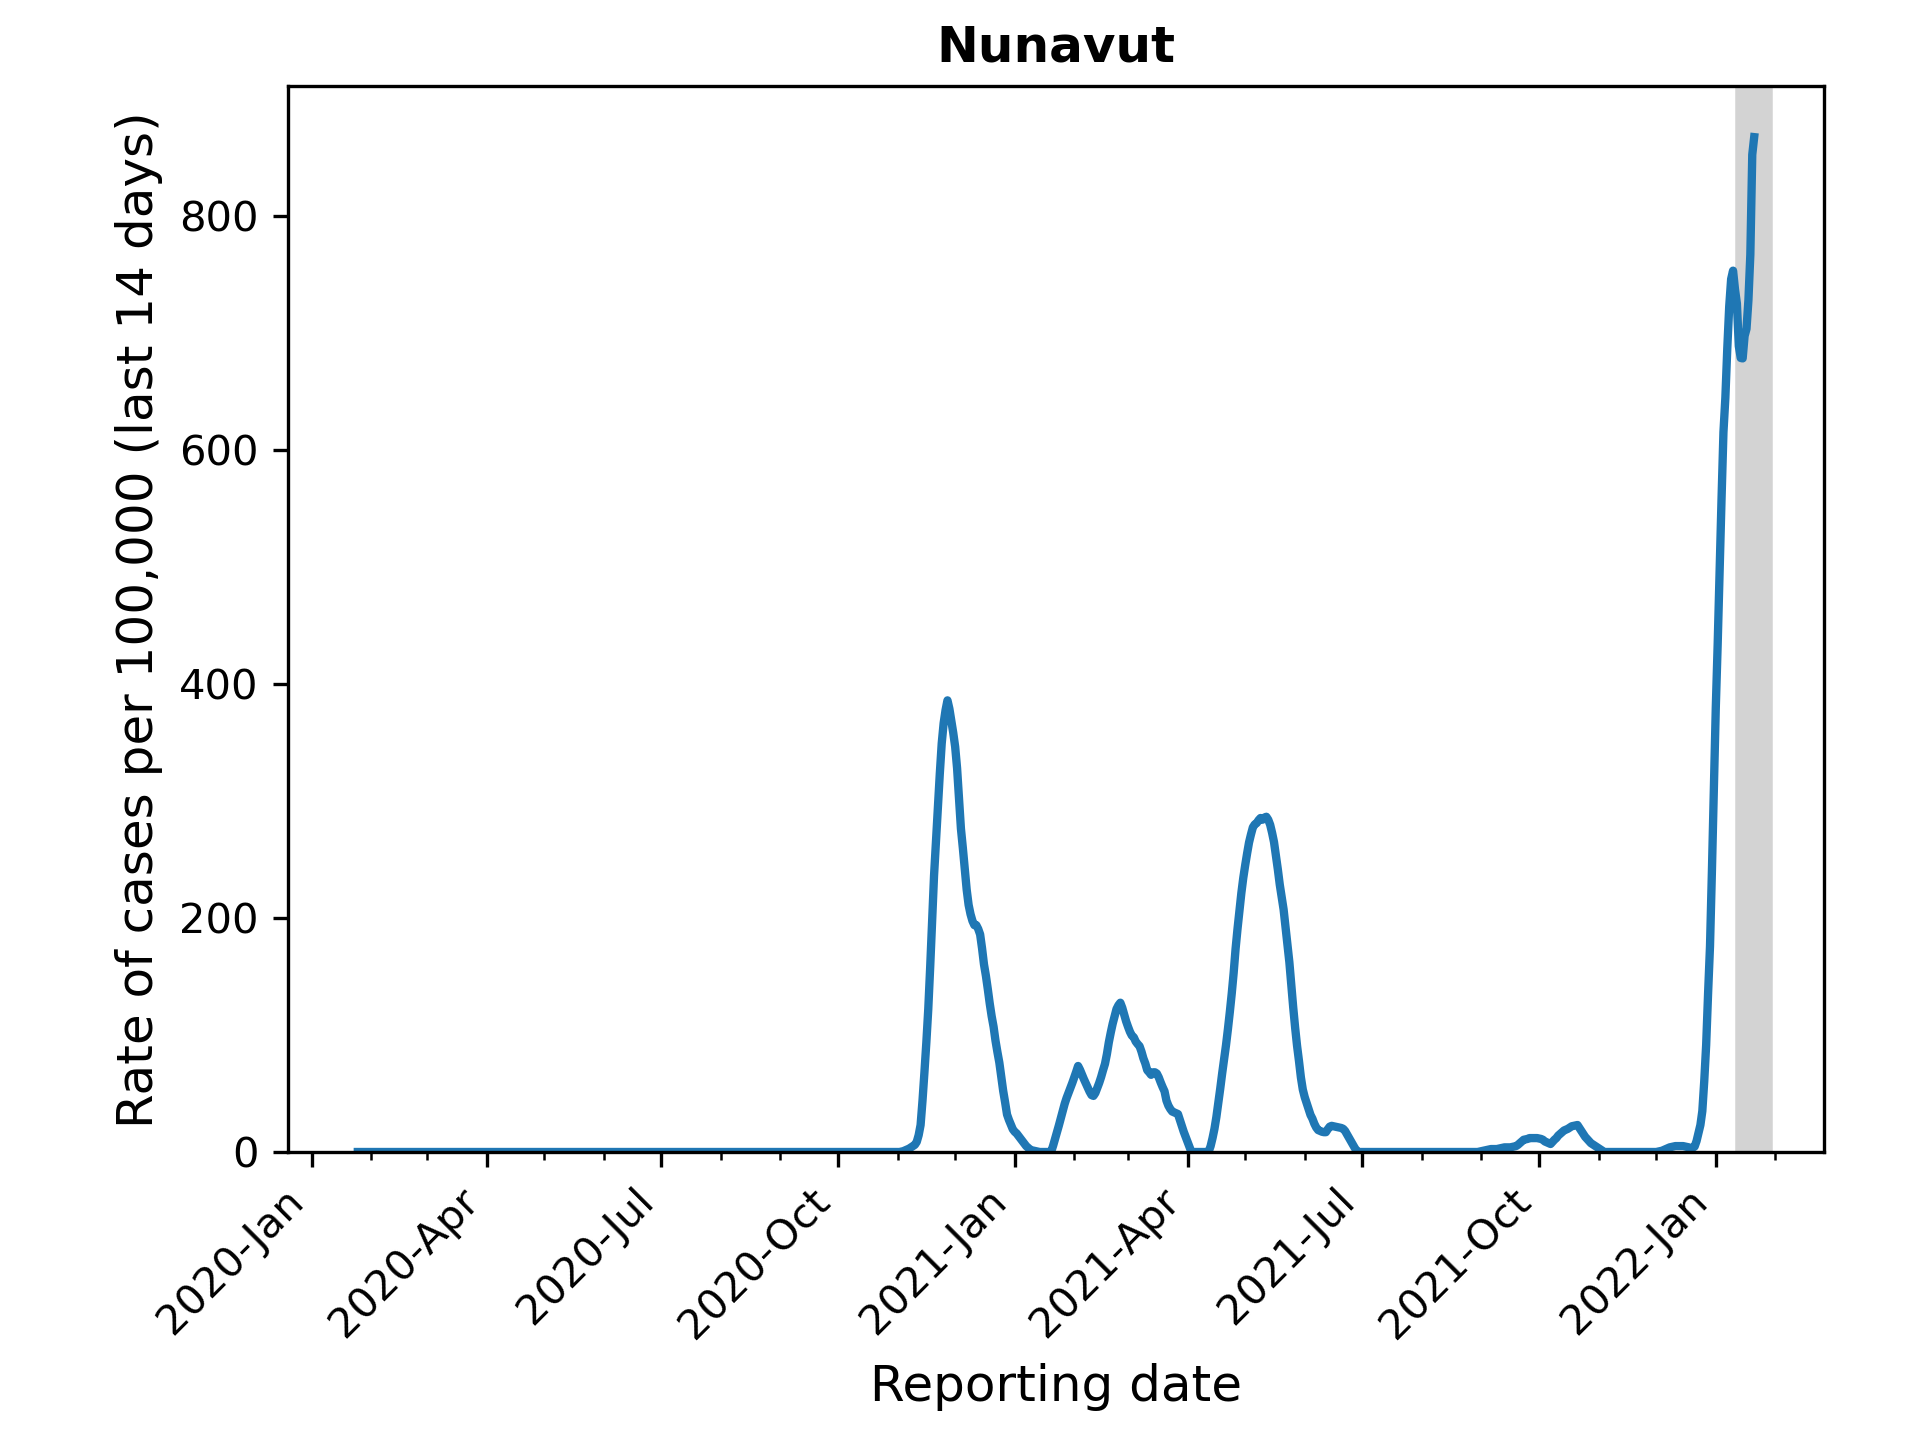 Nunavut
Rate of cases per 100,000 (last 14 days)
800
600
400
200
0
2020-Jan
2020-Apr
2020-Jul
2020-Oct
2021-Jan
2021-Apr
2021-Jul
2021-Oct
2022-Jan
Reporting date